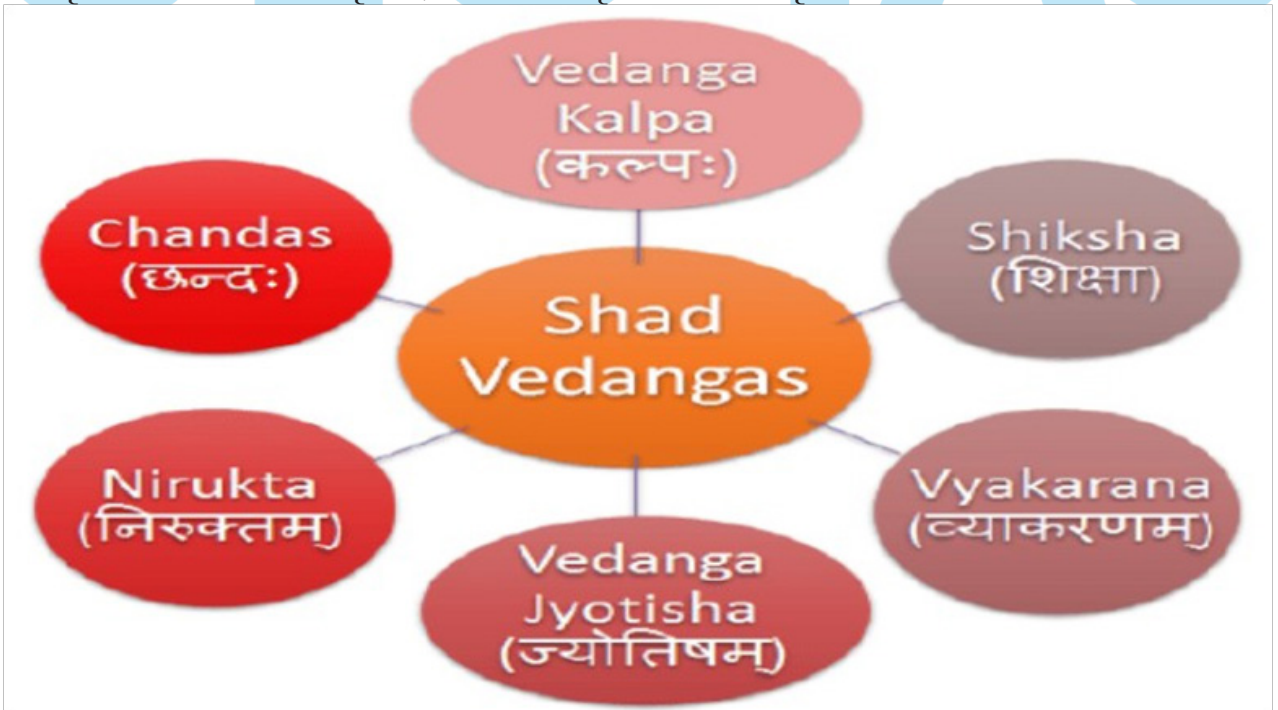 Vedanga
Kalpa
(कल्पः)
Chandas
(छन्दः)
Shiksha
(शिक्षा)
Shad
Vedangas
Nirukta
(निरुक्तम्)
Vyakarana
(व्याकरणम्)
Vedanga
Jyotisha
(ज्योतिषम्)